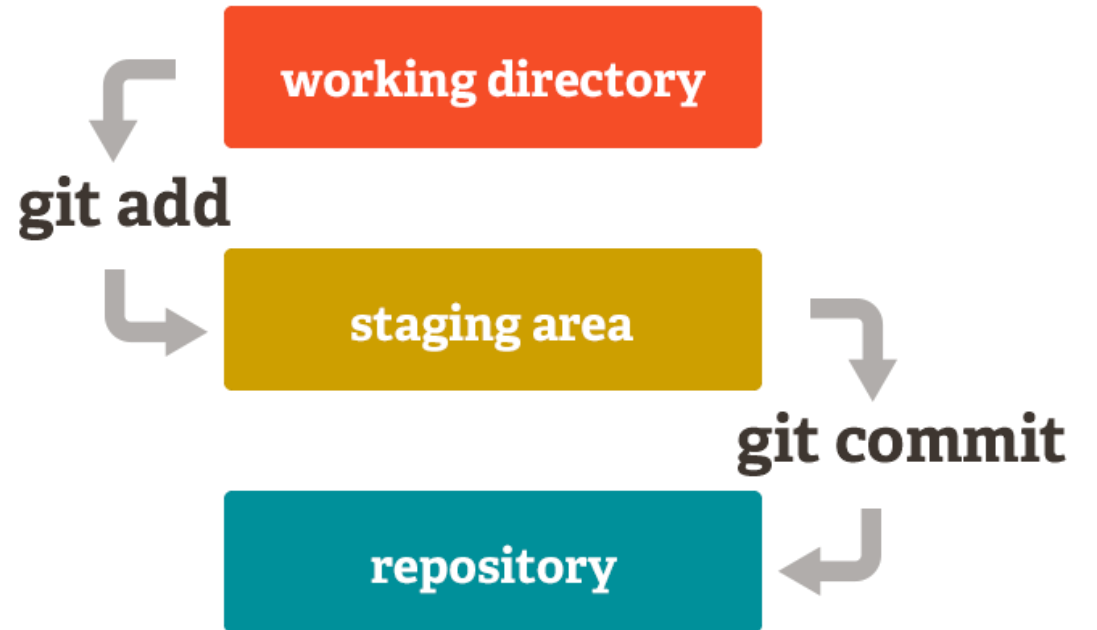 working directory
git add
staging area
git commit
repository